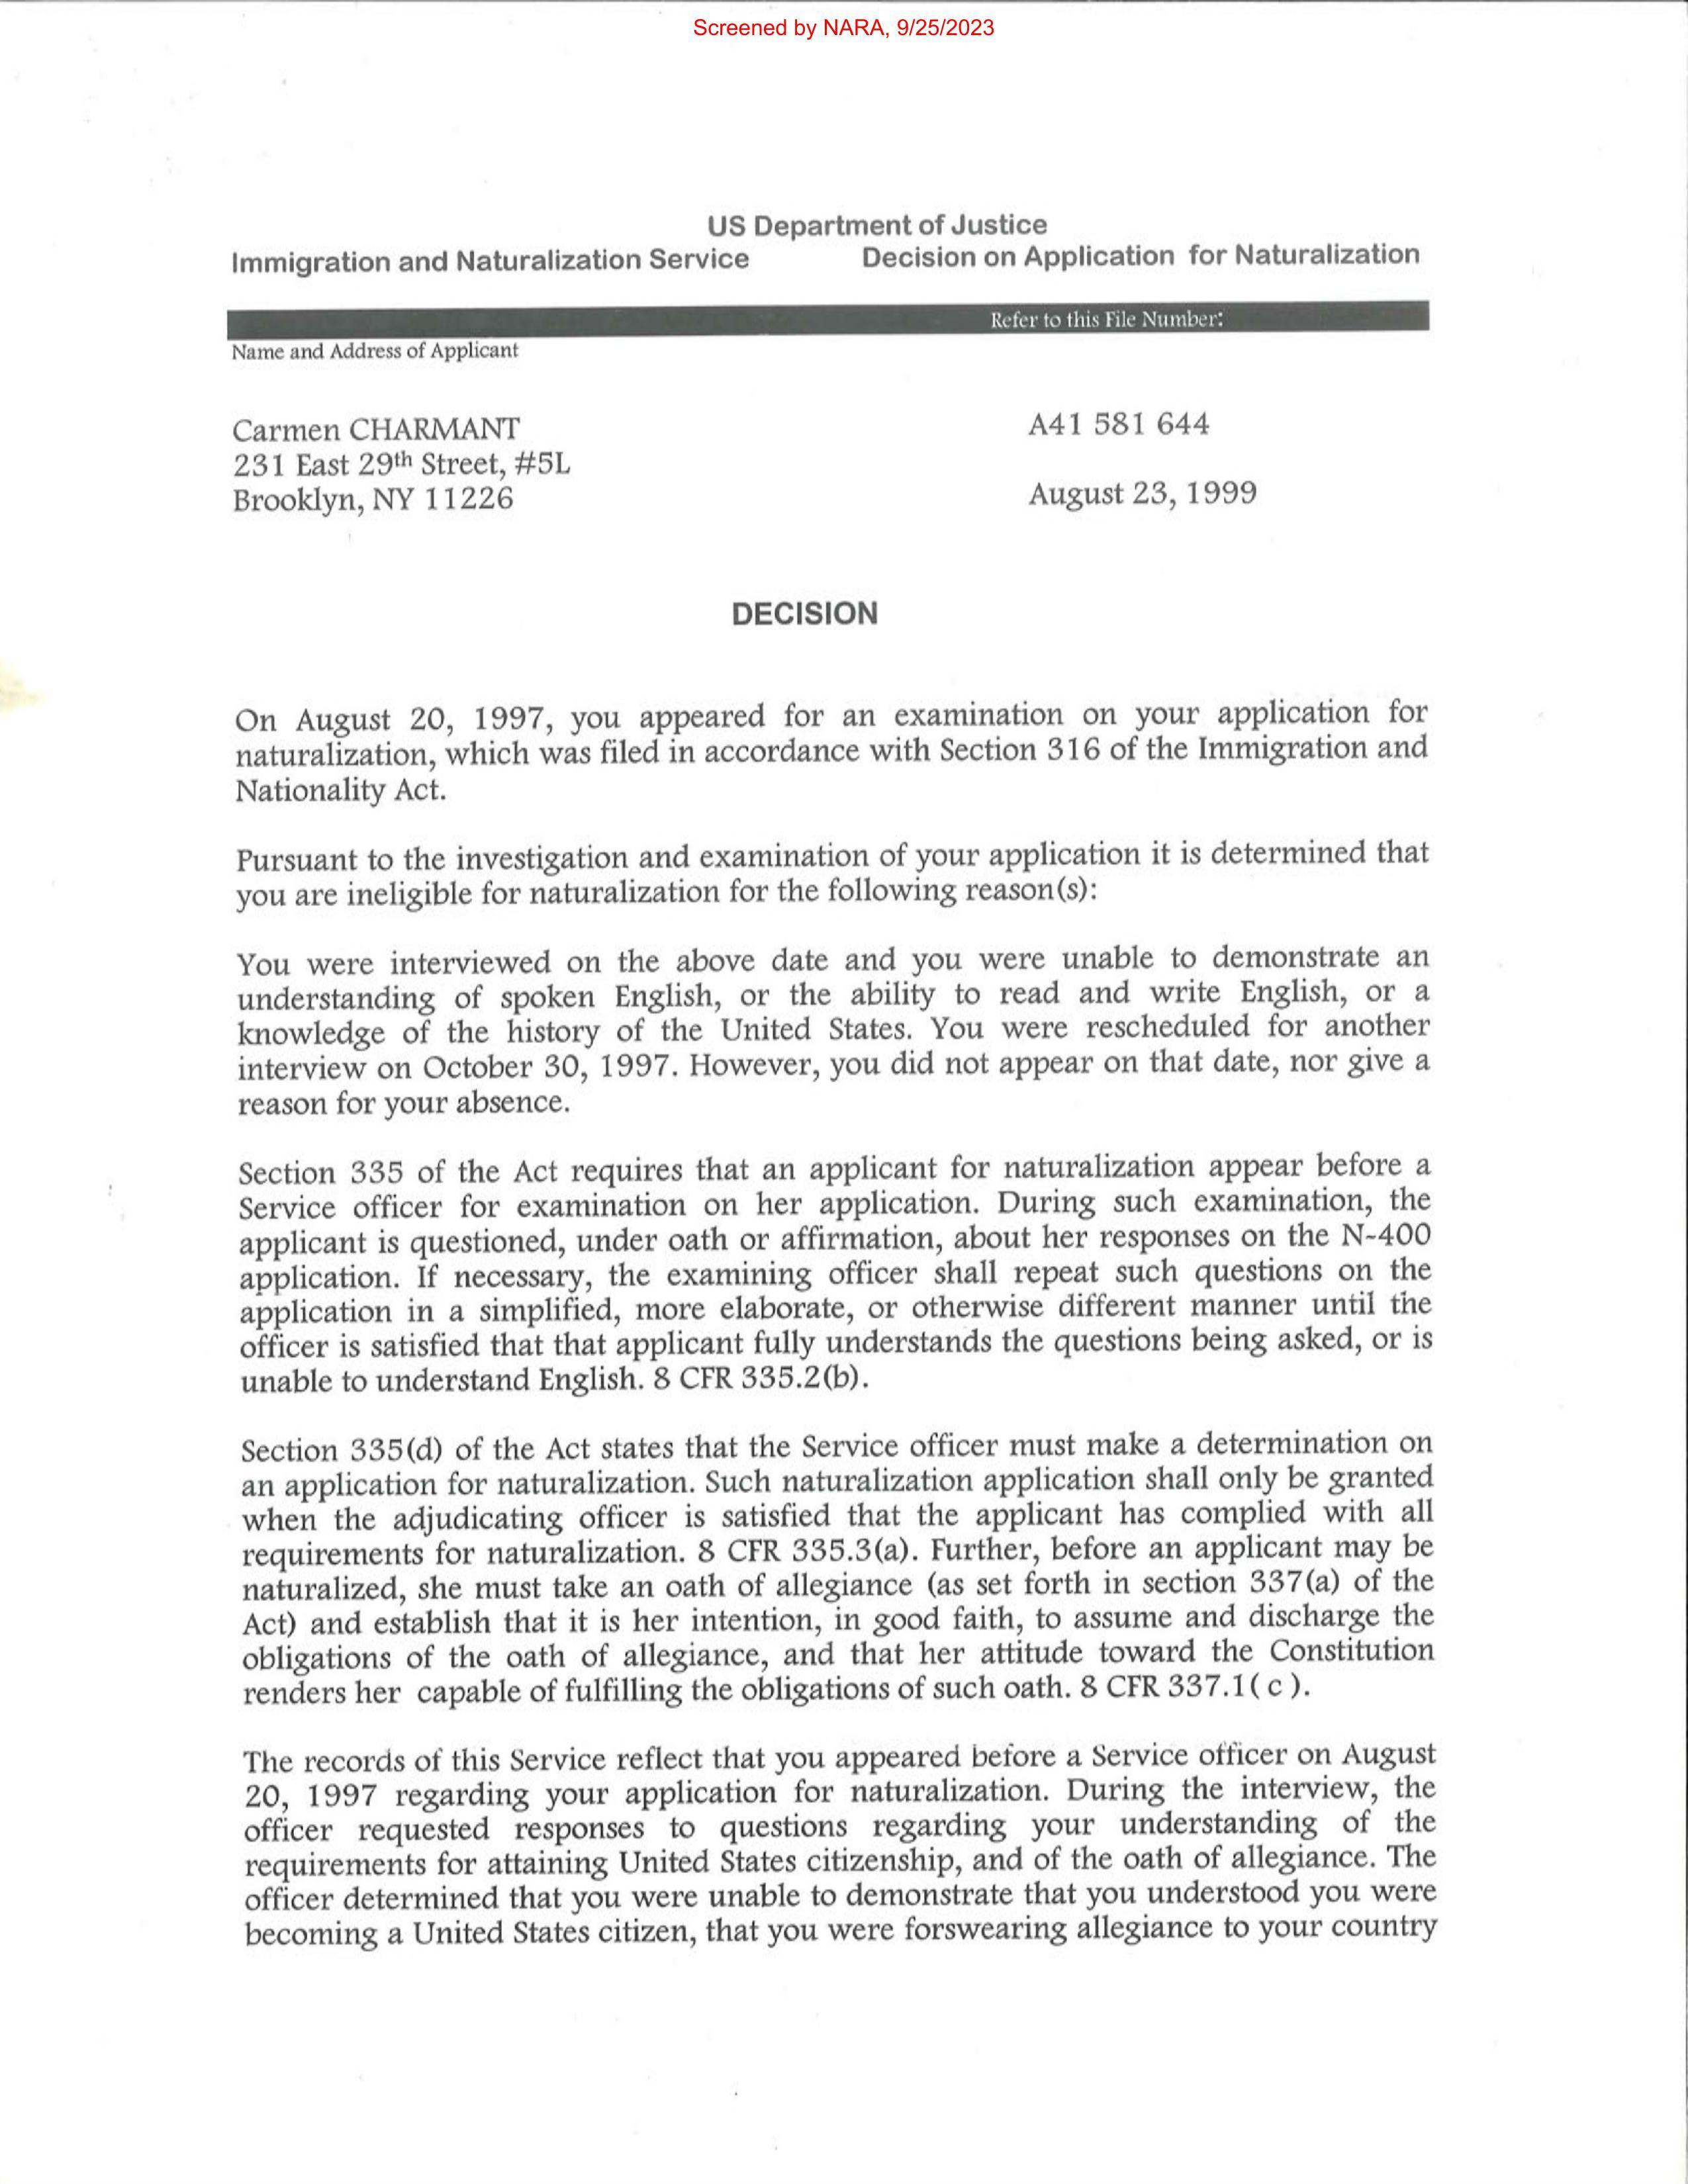 Screened by NARA, 9/25/2023
US Department of Justice
Immigration and Naturalization Service Decision on Application for Naturalization
Refer to this File Number:
Name and Address of Applicant
Carmen CHARMANT A41 581 644
231 East 29th Street, #5L
Brooklyn, NY 11226 August 23, 1999
DECISION
On August 20, 1997, you appeared for an examination on your application for
naturalization, which was filed in accordance with Section 316 of the Immigration and
Nationality Act.
Pursuant to the investigation and examination of your application it is determined that
you are ineligible for naturalization for the following reason(s):
You were interviewed on the above date and you were unable to demonstrate an
understanding of spoken English, or the ability to read and write English, or a
knowledge of the history of the United States. You were rescheduled for another
interview on October 30, 1997. However, you did not appear on that date, nor give a
reason for your absence.
Section 335 of the Act requires that an applicant for naturalization appear before a
Service officer for examination on her application. During such examination, the
applicant is questioned, under oath or affirmation, about her responses on the N-400
application. If necessary, the examining officer shall repeat such questions on the
application in a simplified, more elaborate, or otherwise different manner until the
officer is satisfied that that applicant fully understands the questions being asked, or is
unable to understand English. 8 CFR 335.2(b).
Section 335(d) of the Act states that the Service officer must make a determination on
an application for naturalization. Such naturalization application shall only be granted
when the adjudicating officer is satisfied that the applicant has complied with all
requirements for naturalization. 8 CFR 335.3(a). Further, before an applicant may be
naturalized, she must take an oath of allegiance (as set forth in section 337(a) of the
Act) and establish that it is her intention, in good faith, to assume and discharge the
obligations of the oath of allegiance, and that her attitude toward the Constitution
renders her capable of fulfilling the obligations of such oath. 8 CFR 337.1( c ).
The records of this Service reflect that you appeared before a Service officer on August
20, 1997 regarding your application for naturalization. During the interview, the
officer requested responses to questions regarding your understanding of the
requirements for attaining United States citizenship, and of the oath of allegiance. The
officer determined that you were unable to demonstrate that you understood you were
becoming a United States citizen, that you were forswearing allegiance to your country